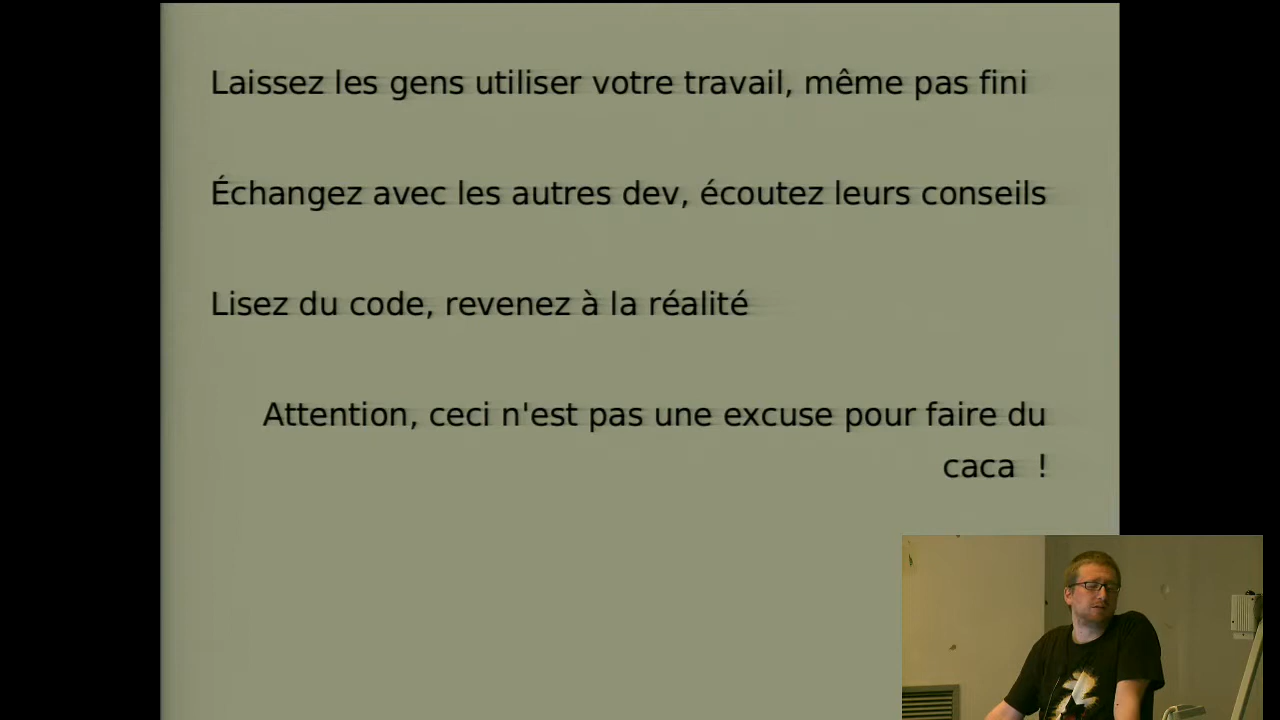 Laissez les gens utiliser votre travail, même pas fini
Échangez avec les autres dev, écoutez leurs conseils
Lisez du code, revenez à la réalité
Attention, ceci n'est pas une excuse pour faire du
caca !